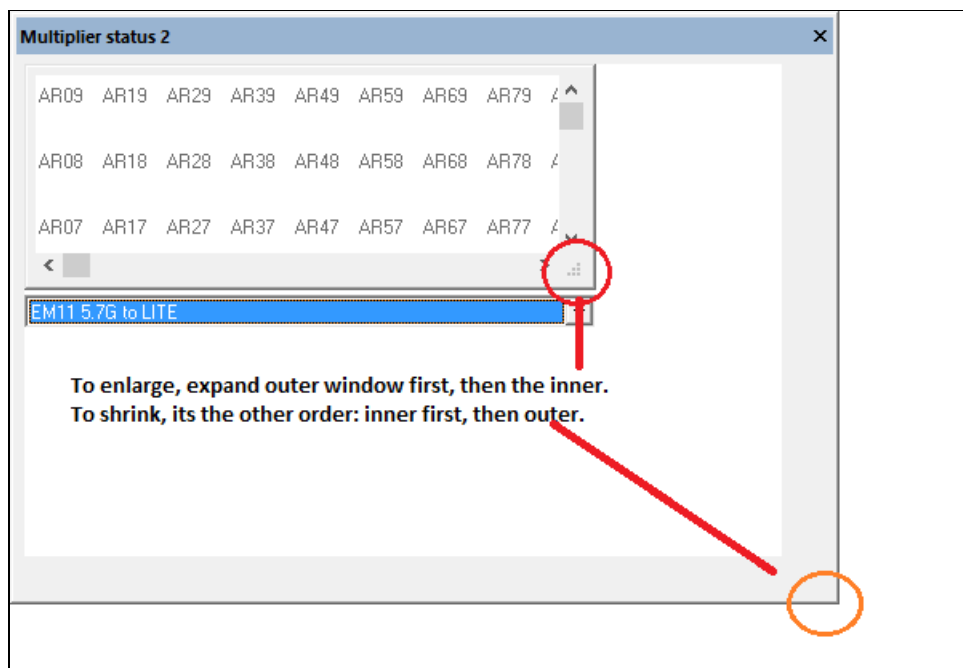 Multiplier status 2
AR09 AR19 AR29 AR39 AR49 AR59 AR69 AR79
AR08 AR18 AR28 AR38 AR48 AR58 AR68 AR78
AR07 AR17 AR27 AR37 AR47 AR57 AR67 AR77
EM11 5.7G to LITE
To enlarge, expand outer window first, then the inner.
To shrink, its the other order: inner first, then outer.